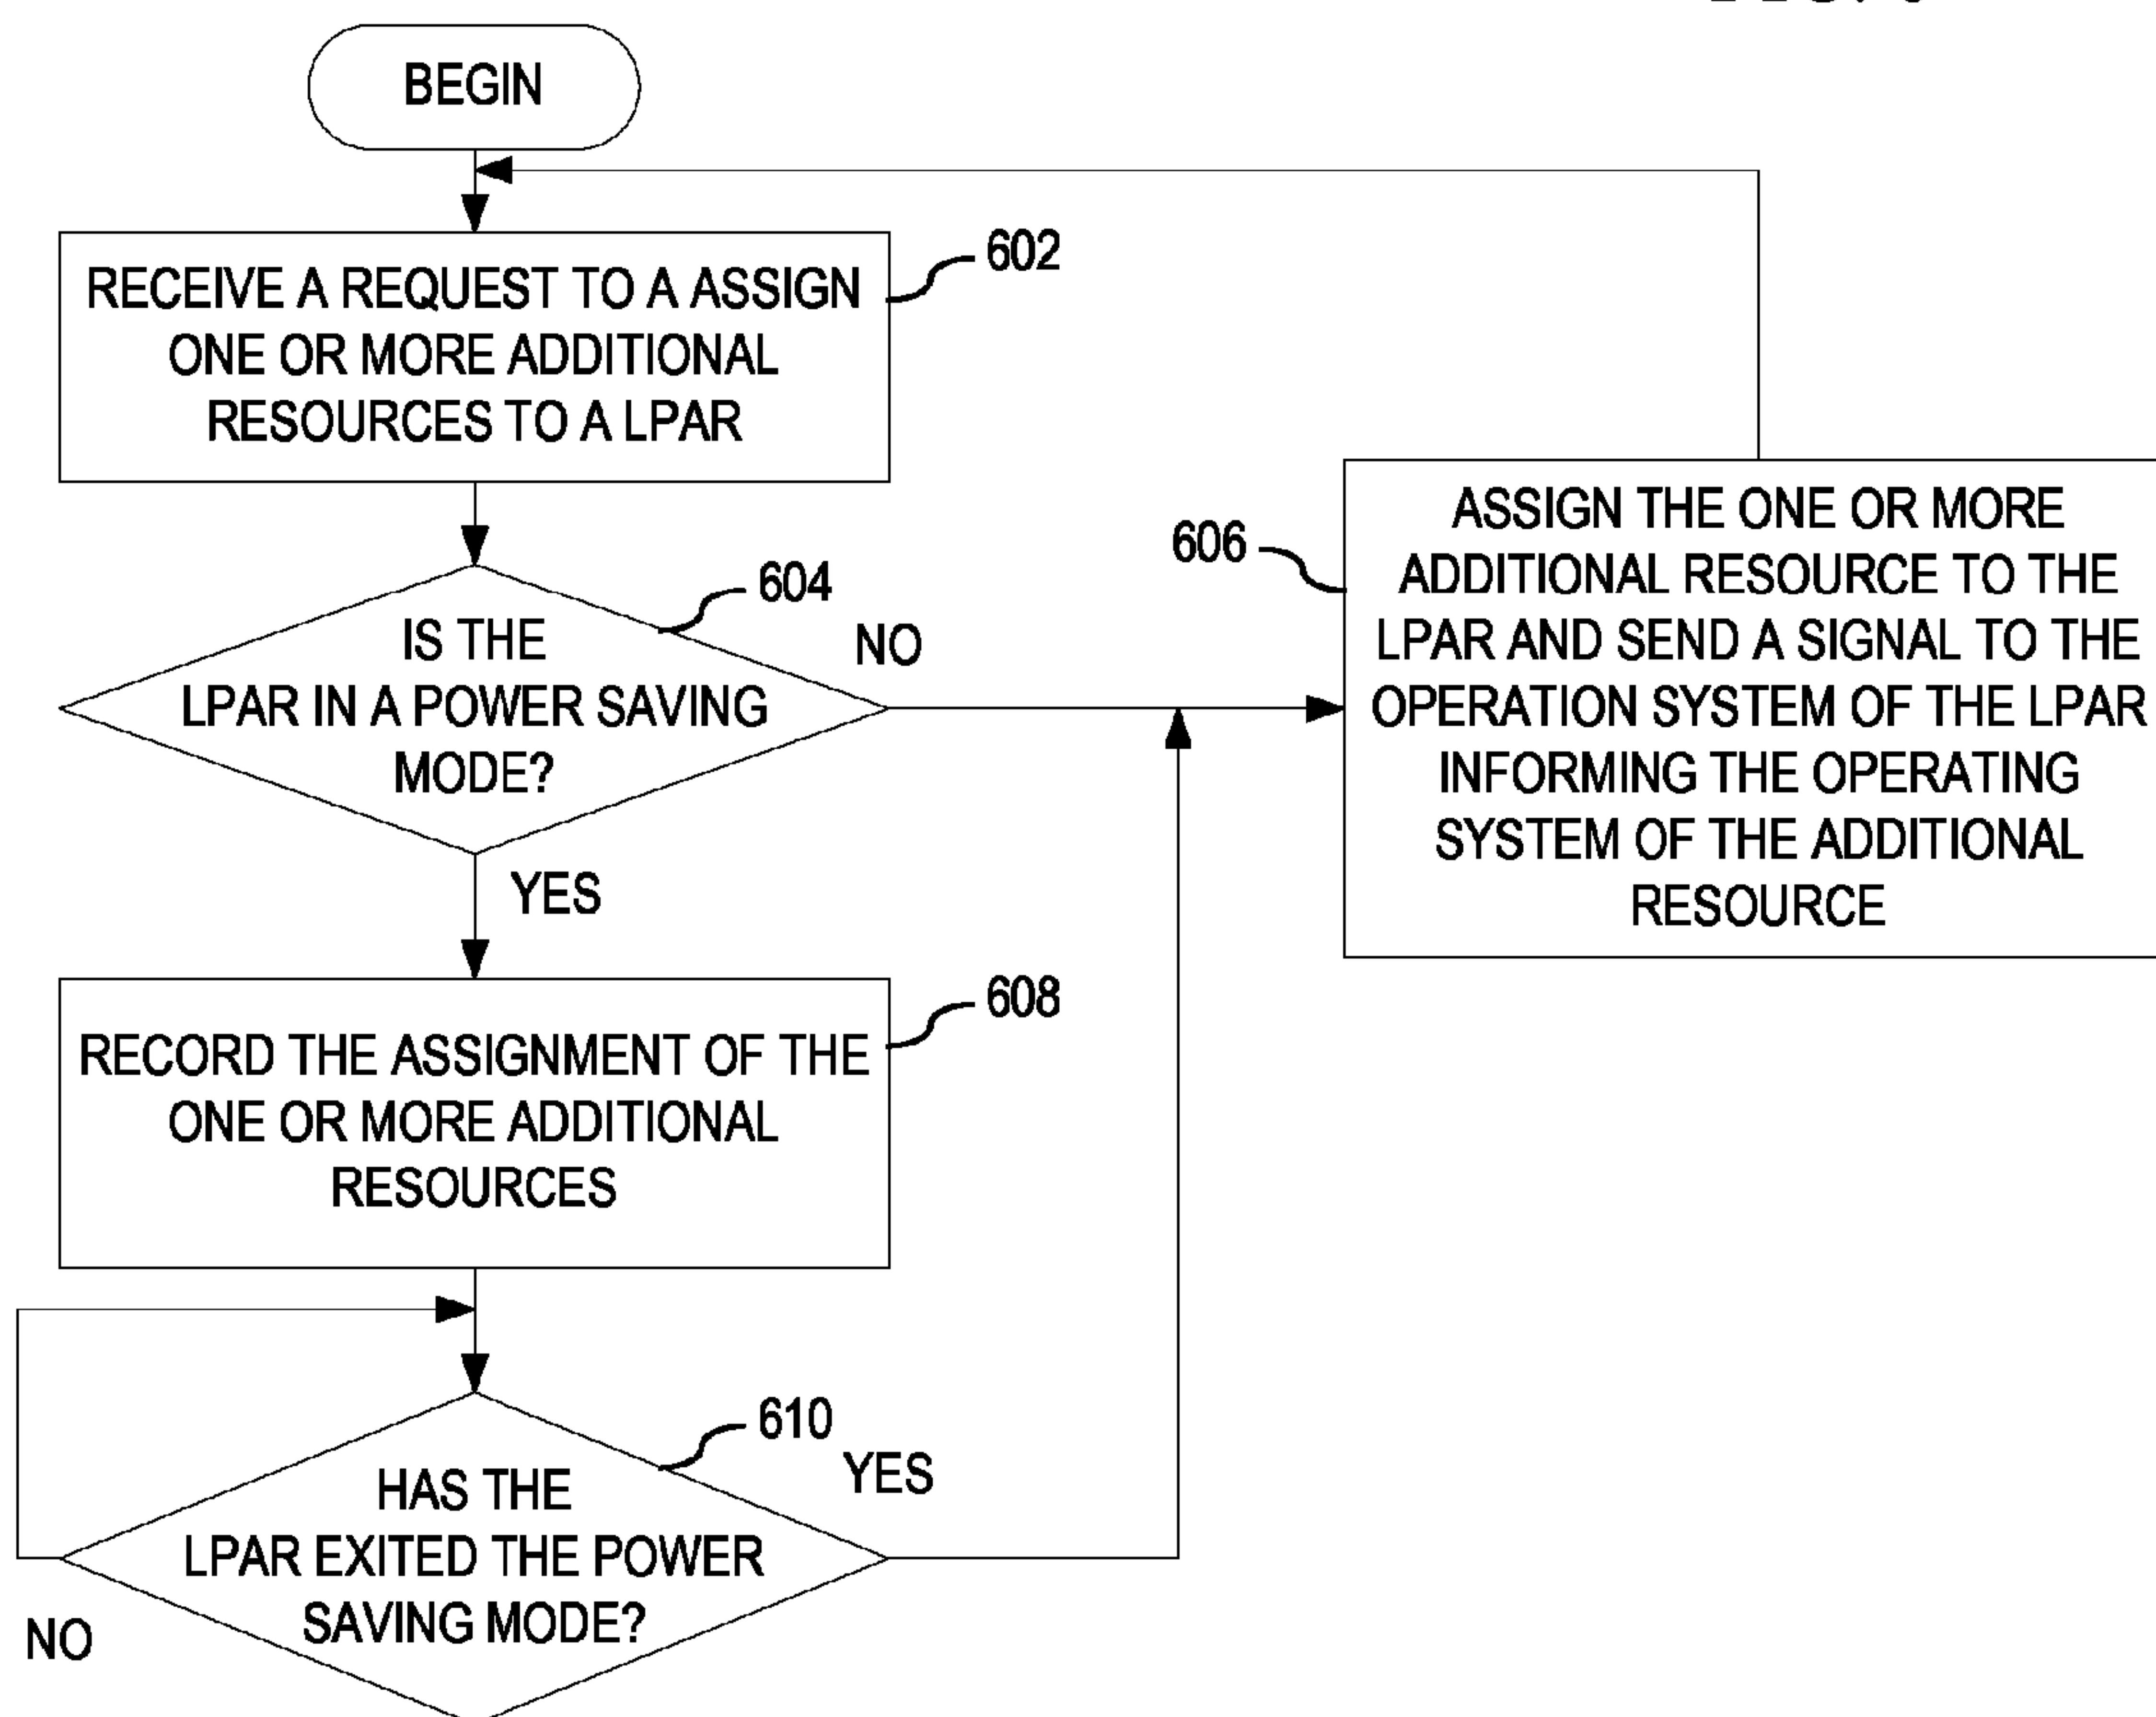 BEGIN
RECEIVE A REQUEST TO A ASSIGN
ONE OR MORE ADDITIONAL
RESOURCES TO A LPAR
602
IS THE
LPAR IN A POWER SAVING
MODE?
604
NO
YES
606
ASSIGN THE ONE OR MORE
ADDITIONAL RESOURCE TO THE
LPAR AND SEND A SIGNAL TO THE
OPERATION SYSTEM OF THE LPAR
INFORMING THE OPERATING
SYSTEM OF THE ADDITIONAL
RESOURCE
RECORD THE ASSIGNMENT OF THE
ONE OR MORE ADDITIONAL
RESOURCES
608
HAS THE
LPAR EXITED THE POWER
SAVING MODE?
610
YES
NO